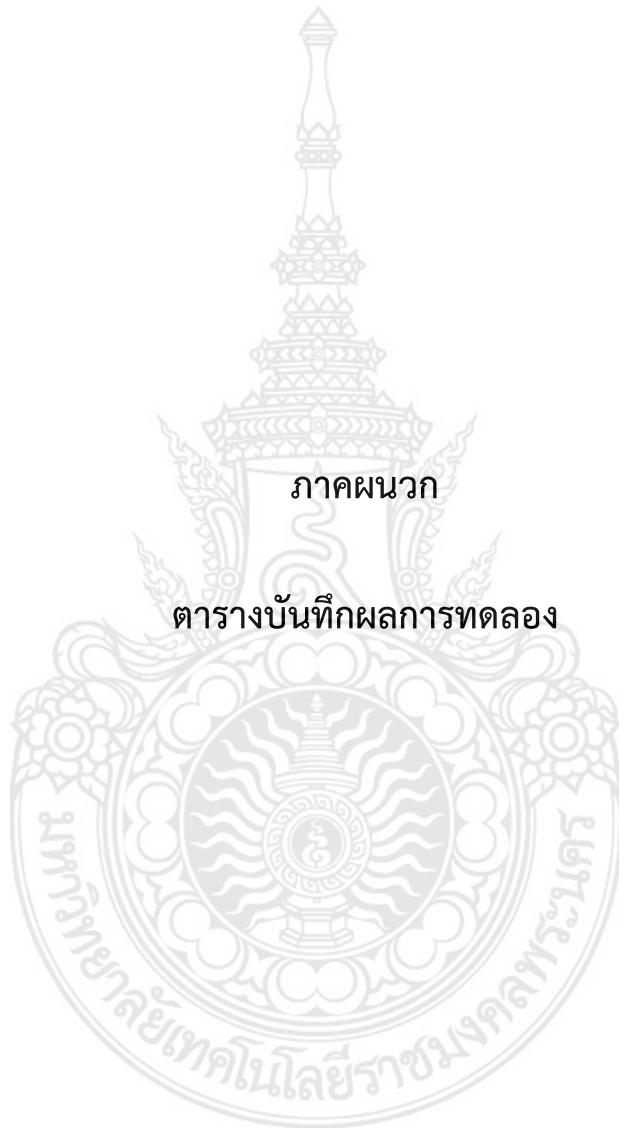 ภาคผนวก
ตารางบันทึกผลการทดลอง
มหาวิทยาลัยเทคโนโลยีราชมงคลพระนคร